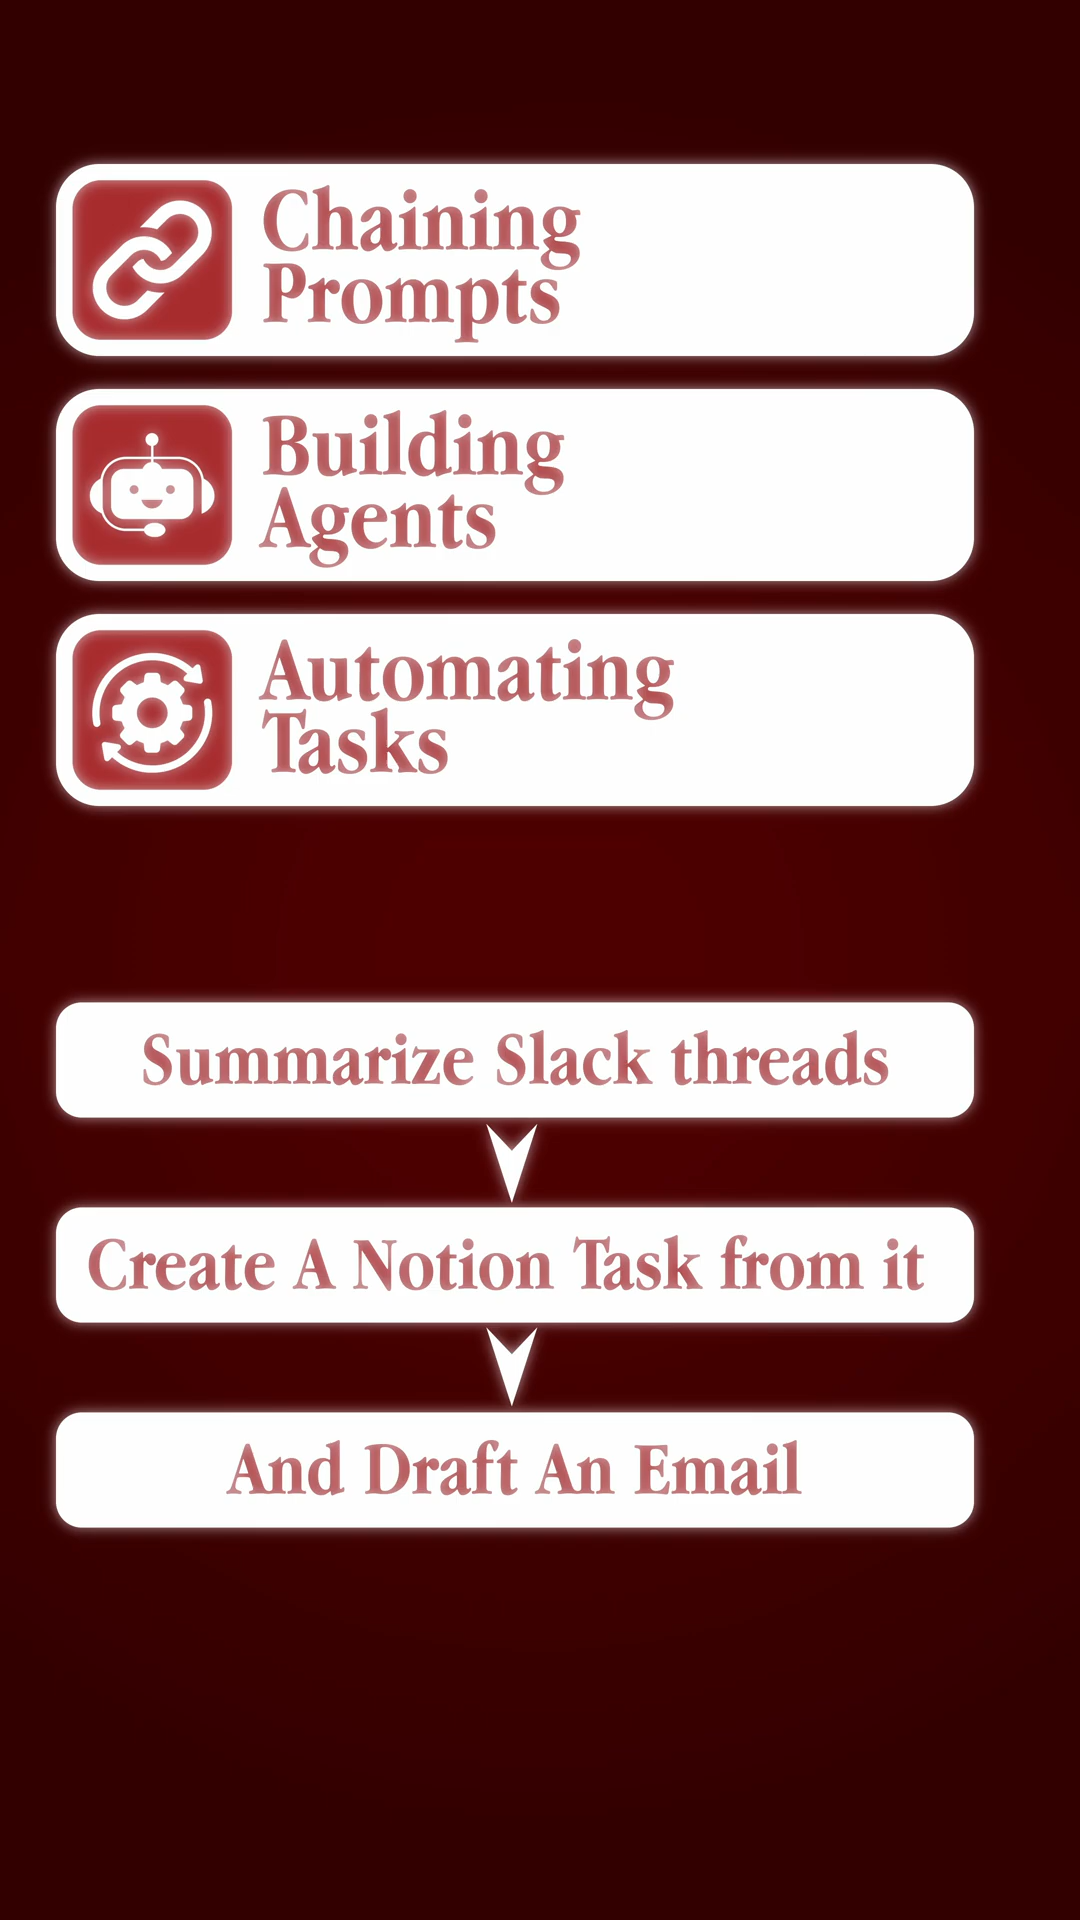 Chaining
Prompts
Building
Agents
Automating
Tasks
Summarize Slack threads
Create A Notion Task from it
And Draft An Email